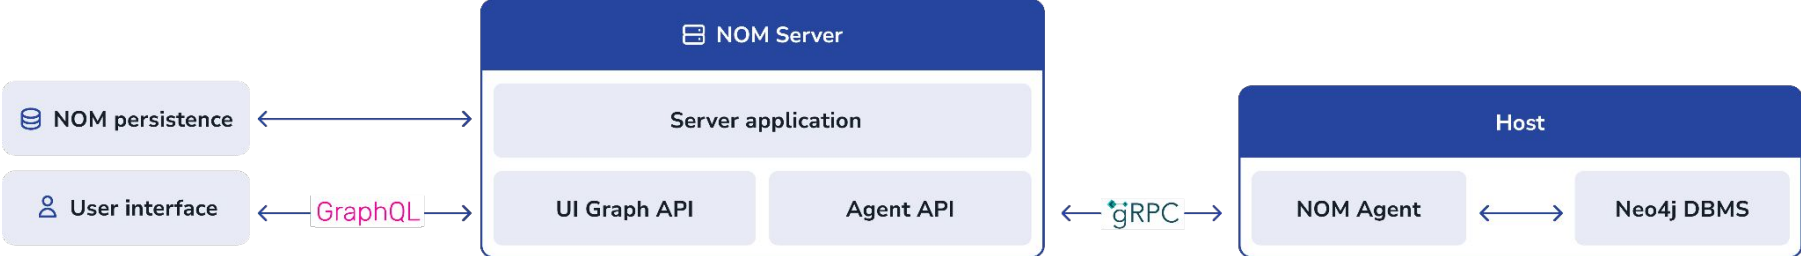 NOM Server
NOM persistence
Server application
Host
User interface
GraphQL
UI Graph API
Agent API
gRPC
NOM Agent
Neo4j DBMS